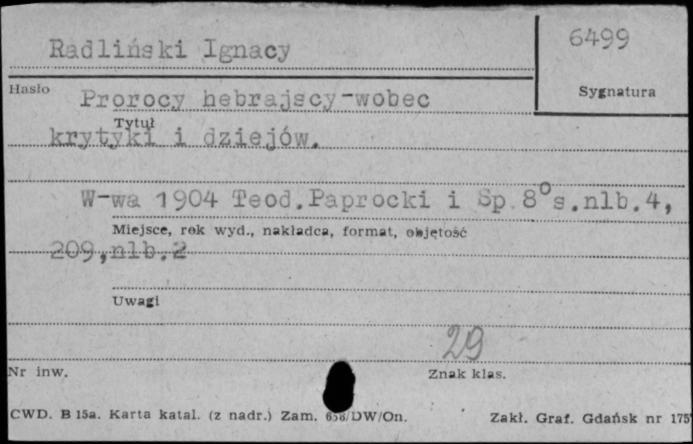 Radliński Ignacy
6499
Hasło
Sygnatura
Prorocy hebrajscy-wobec
Tytuł
krytyki i dziejów.
W-wa 1904 Teod.Paprocki i Sp 8° s.nlb.4,
Miejsce, rok wyd., nakładca, format, objętość
209,nlb.2
Uwagi
29
Nr inw.
Znak klas.
CWD. B 15a. Karta katal. (z nadr.) Zam. 658/DW/On.
Zakł. Graf. Gdańsk nr 175